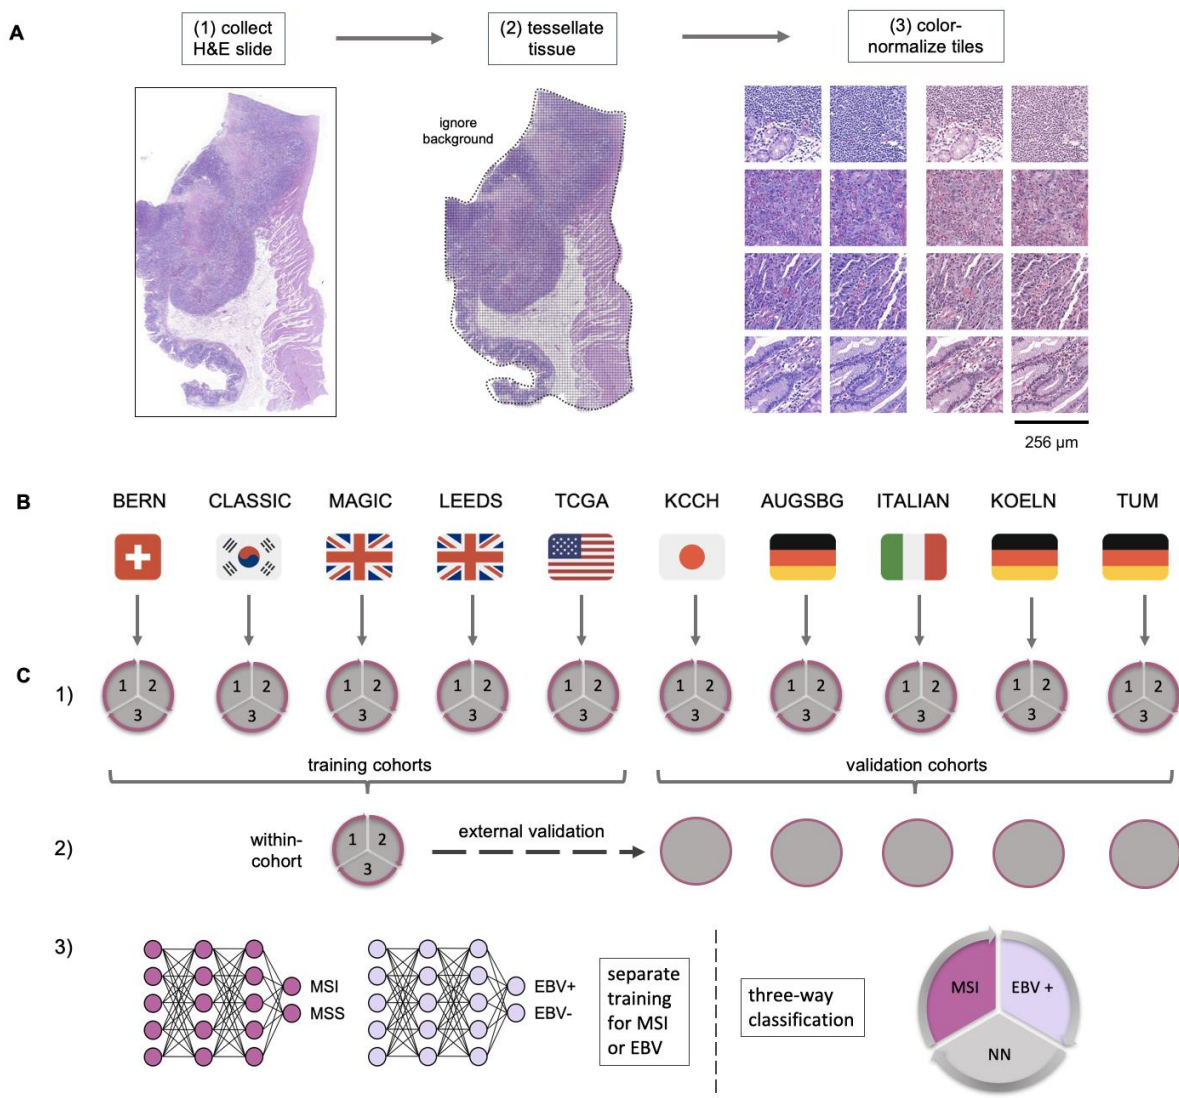 A
(1) collect
H&E slide
(2) tessellate
tissue
(3) color-
normalize tiles
ignore
background
256 µm
B
BERN CLASSIC MAGIC LEEDS TCGA KCCH AUGSBG ITALIAN KOELN TUM
C
1)
1 2 3 1 2 3 1 2 3 1 2 3 1 2 3 1 2 3 1 2 3 1 2 3 1 2 3 1 2 3
training cohorts validation cohorts
2)
within-
cohort
1 2
3
external validation
3)
MSI
MSS
EBV+
EBV-
separate
training
for MSI
or EBV
three-way
classification
MSI EBV +
NN